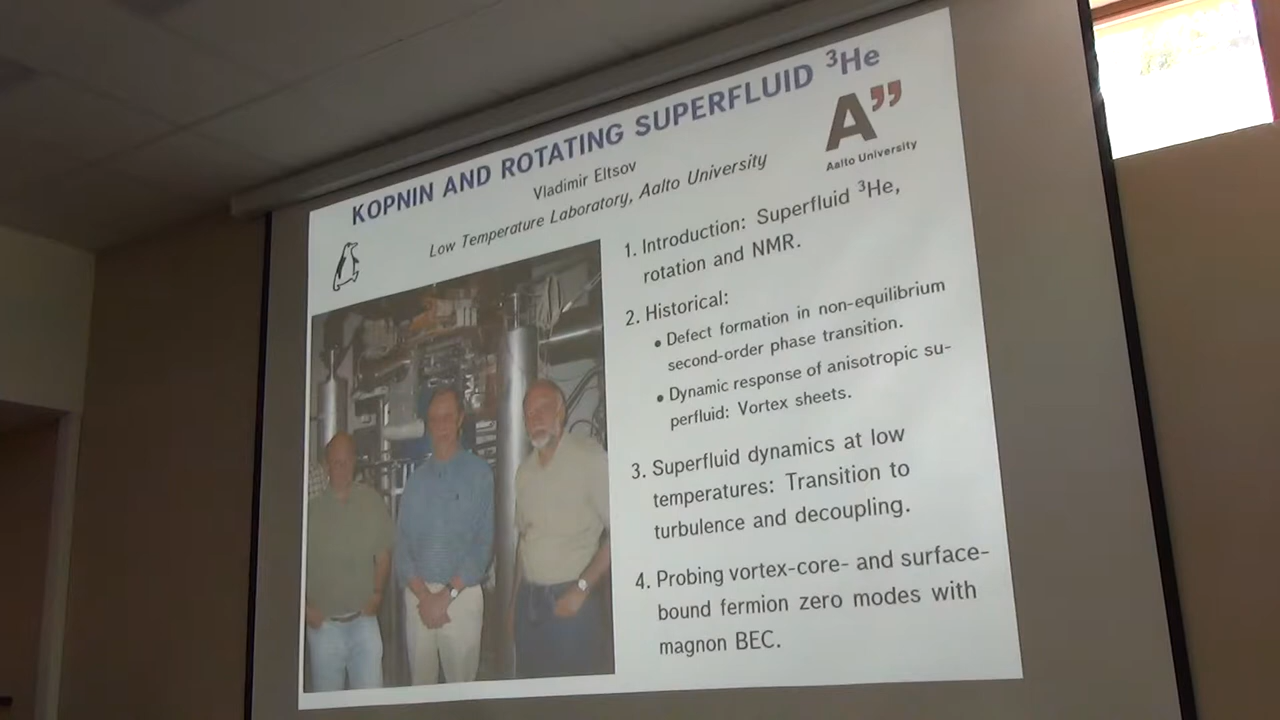 KOPNIN AND ROTATING SUPERFLUID ³He
Vladimir Eltsov
Low Temperature Laboratory, Aalto University
A”
Aalto University
1. Introduction: Superfluid ³He,
rotation and NMR.
2. Historical:
• Defect formation in non-equilibrium
second-order phase transition.
• Dynamic response of anisotropic su-
perfluid: Vortex sheets.
3. Superfluid dynamics at low
temperatures: Transition to
turbulence and decoupling.
4. Probing vortex-core- and surface-
bound fermion zero modes with
magnon BEC.